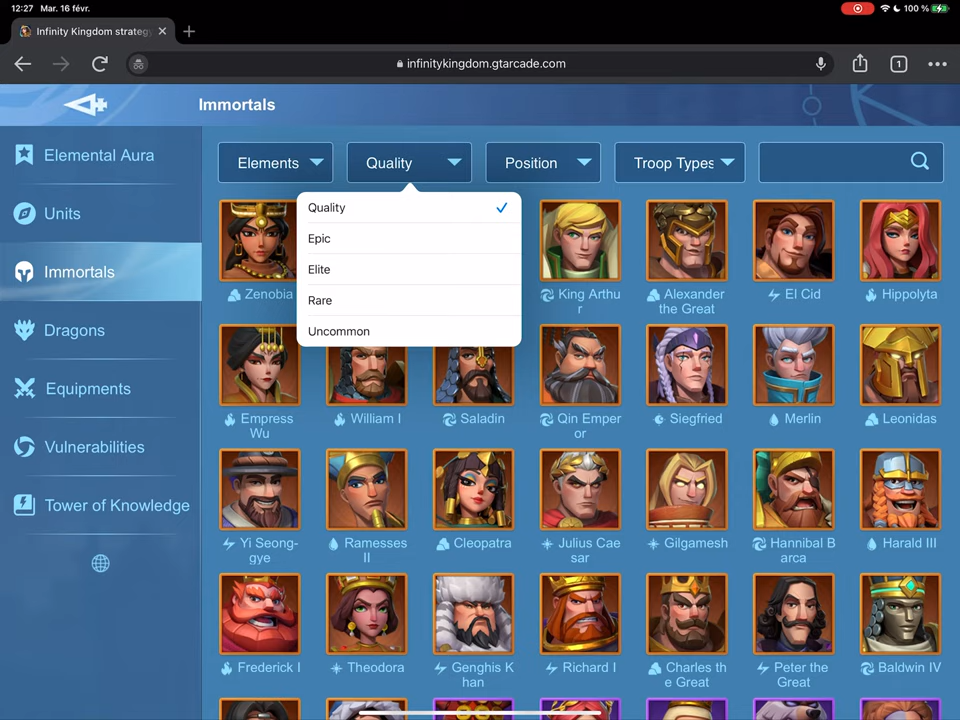 12:27 Mar. 16 févr.
100 %
Infinity Kingdom strategy
infinitykingdom.gtarcade.com
1
Immortals
Elemental Aura
Units
Immortals
Dragons
Equipments
Vulnerabilities
Tower of Knowledge
Elements
Quality
Position
Troop Types
Quality
Epic
Elite
Rare
Uncommon
Zenobia
King Arthu
r
Alexander
the Great
El Cid
Hippolyta
Empress
Wu
William I
Saladin
Qin Emper
or
Siegfried
Merlin
Leonidas
Yi Seong-
gye
Ramesses
II
Cleopatra
Julius Cae
sar
Gilgamesh
Hannibal B
arca
Harald III
Frederick I
Theodora
Genghis K
han
Richard I
Charles th
e Great
Peter the
Great
Baldwin IV